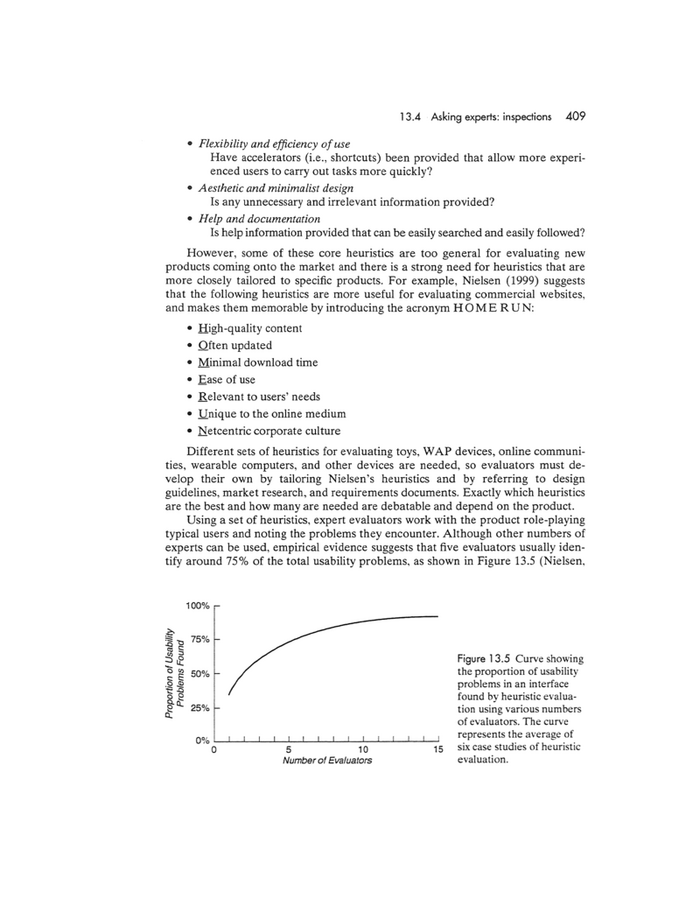 13.4 Asking experts: inspections 409
• Flexibility and efficiency of use
Have accelerators (i.e., shortcuts) been provided that allow more experi-
enced users to carry out tasks more quickly?
• Aesthetic and minimalist design
Is any unnecessary and irrelevant information provided?
• Help and documentation
Is help information provided that can be easily searched and easily followed?
However, some of these core heuristics are too general for evaluating new
products coming onto the market and there is a strong need for heuristics that are
more closely tailored to specific products. For example, Nielsen (1999) suggests
that the following heuristics are more useful for evaluating commercial websites,
and makes them memorable by introducing the acronym H O M E R U N:
• High-quality content
• Often updated
• Minimal download time
• Ease of use
• Relevant to users' needs
• Unique to the online medium
• Netcentric corporate culture
Different sets of heuristics for evaluating toys, WAP devices, online communi-
ties, wearable computers, and other devices are needed, so evaluators must de-
velop their own by tailoring Nielsen's heuristics and by referring to design
guidelines, market research, and requirements documents. Exactly which heuristics
are the best and how many are needed are debatable and depend on the product.
Using a set of heuristics, expert evaluators work with the product role-playing
typical users and noting the problems they encounter. Although other numbers of
experts can be used, empirical evidence suggests that five evaluators usually iden-
tify around 75% of the total usability problems, as shown in Figure 13.5 (Nielsen,
Proportion of Usability
Problems Found
100%
75%
50%
25%
0%
0 5 10 15
Number of Evaluators
Figure 13.5 Curve showing
the proportion of usability
problems in an interface
found by heuristic evalua-
tion using various numbers
of evaluators. The curve
represents the average of
six case studies of heuristic
evaluation.